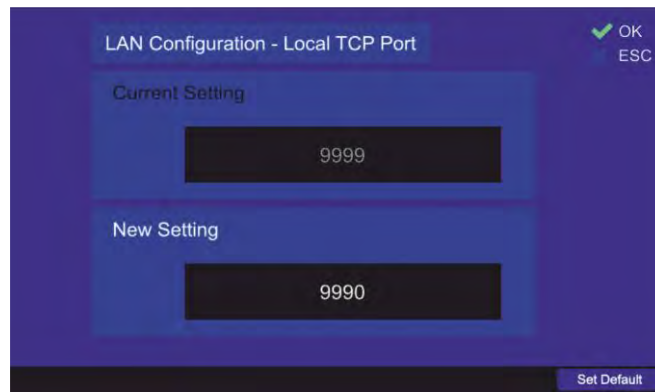 LAN Configuration - Local TCP Port
OK
ESC
Current Setting
9999
New Setting
9990
Set Default